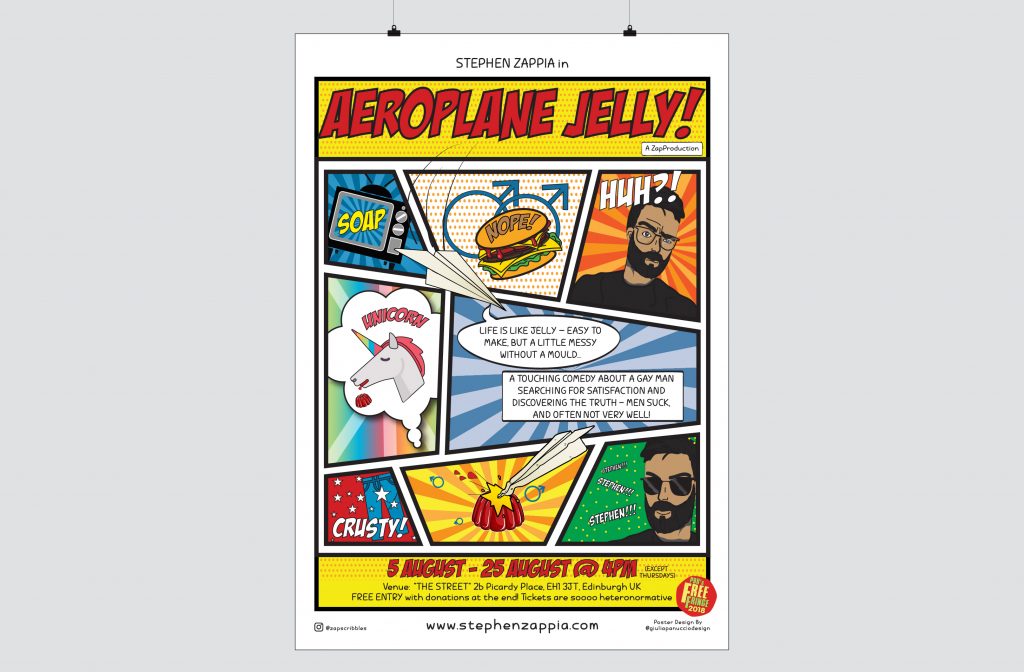 STEPHEN ZAPPIA in
AEROPLANE JELLY!
A ZapProduction
SOAP
NOPE!
HUH?!
UNICORN
LIFE IS LIKE JELLY – EASY TO
MAKE, BUT A LITTLE MESSY
WITHOUT A MOULD...
A TOUCHING COMEDY ABOUT A GAY MAN
SEARCHING FOR SATISFACTION AND
DISCOVERING THE TRUTH – MEN SUCK,
AND OFTEN NOT VERY WELL!
CRUSTY!
STEPHEN!!!
STEPHEN!!!
STEPHEN!!!
5 AUGUST - 25 AUGUST @ 4PM
(EXCEPT
THURSDAYS)
Venue: "THE STREET" 2b Picardy Place, EH1 3JT, Edinburgh UK
FREE ENTRY with donations at the end! Tickets are soooo heteronormative
PBH'S
FREE
FRINGE
2018
@zapscribbles
www.stephenzappia.com
Poster Design By
@giuliapanucciodesign